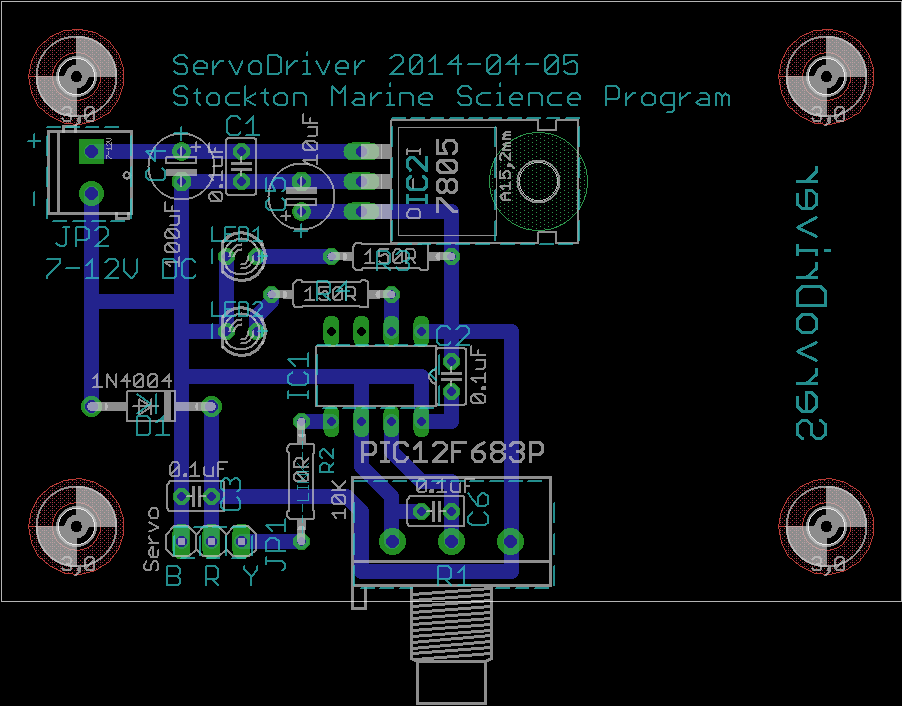 ServoDriver 2014-04-05
Stockton Marine Science Program
3,0
3,0
+
-
7-12V
C4
+
100uF
C1
0.1uF
10uF
C5
+
IC2
7805
A15,2mm
JP2
7-12V DC
LED1
150R
LED2
150R
R4
ServoDriver
IC1
C2
0.1uF
1N4004
D1
R2
PIC12F683P
0.1uF
C3
10K
0.1uF
C6
Servo
JP1
B R Y
R1
3,0
3,0